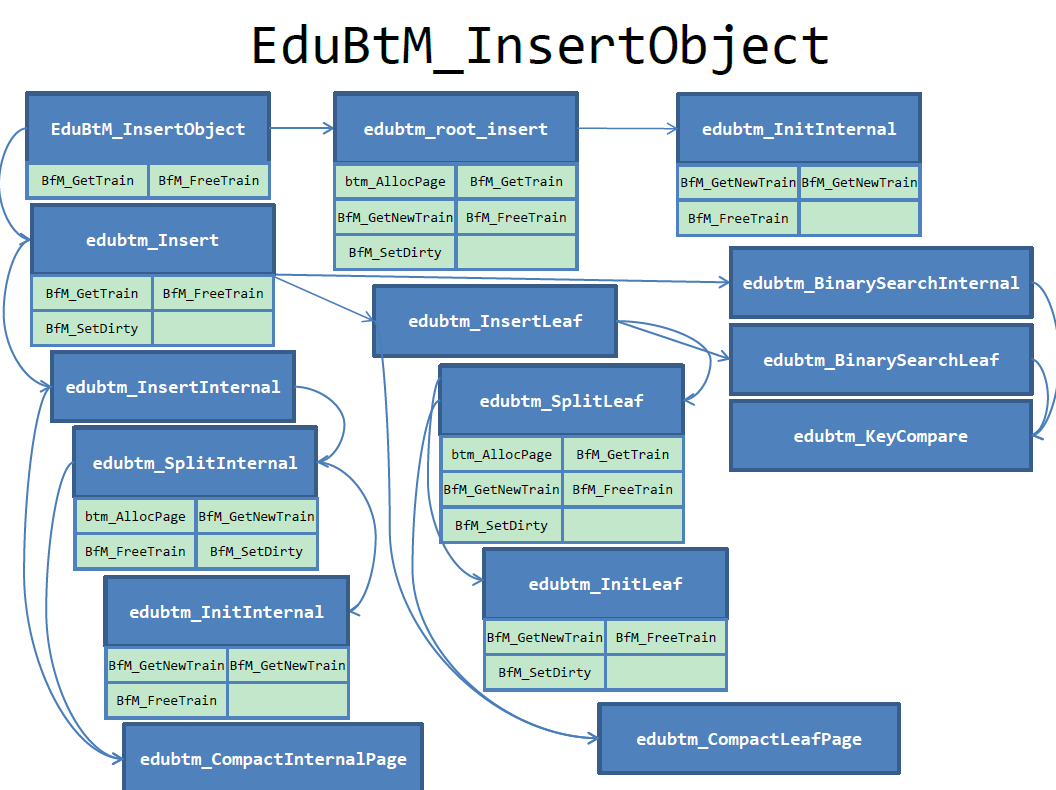 EduBtM_InsertObject
EduBtM_InsertObject
BfM_GetTrain BfM_FreeTrain
edubtm_root_insert
btm_AllocPage BfM_GetTrain
BfM_GetNewTrain BfM_FreeTrain
BfM_SetDirty
edubtm_InitInternal
BfM_GetNewTrain BfM_GetNewTrain
BfM_FreeTrain
edubtm_Insert
BfM_GetTrain BfM_FreeTrain
BfM_SetDirty
edubtm_BinarySearchInternal
edubtm_InsertLeaf
edubtm_BinarySearchLeaf
edubtm_InsertInternal
edubtm_SplitLeaf
btm_AllocPage BfM_GetTrain
BfM_GetNewTrain BfM_FreeTrain
BfM_SetDirty
edubtm_KeyCompare
edubtm_SplitInternal
btm_AllocPage BfM_GetNewTrain
BfM_FreeTrain BfM_SetDirty
edubtm_InitLeaf
BfM_GetNewTrain BfM_FreeTrain
BfM_SetDirty
edubtm_InitInternal
BfM_GetNewTrain BfM_GetNewTrain
BfM_FreeTrain
edubtm_CompactLeafPage
edubtm_CompactInternalPage